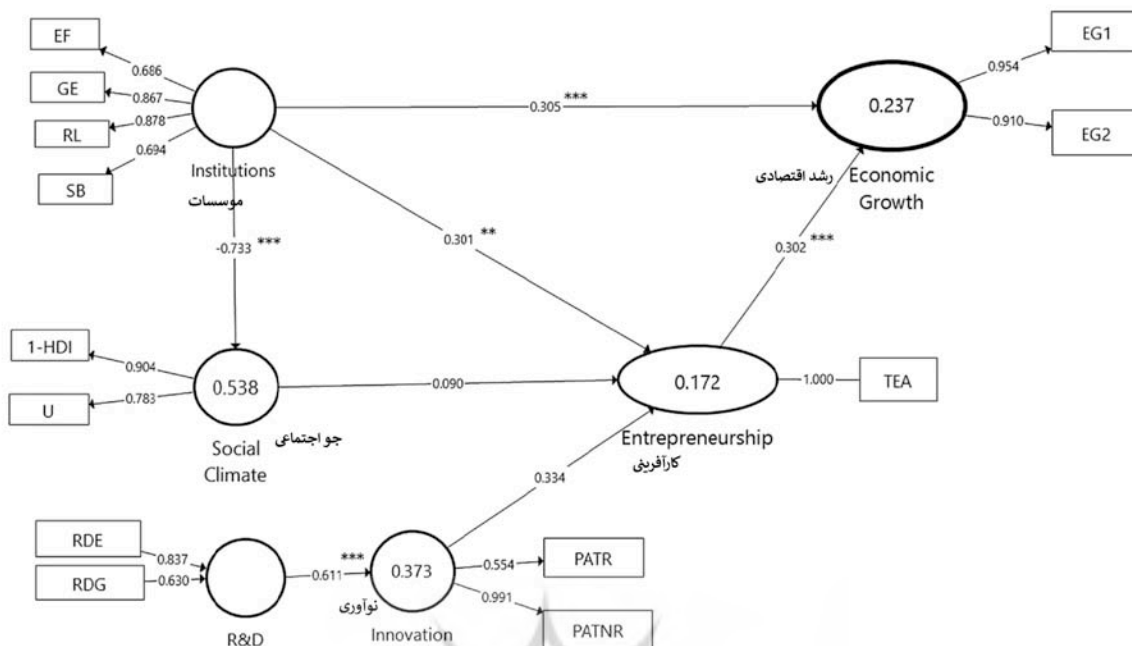 EF
0.686
GE
0.867
RL
0.878
SB
0.694
Institutions
موسسات
0.305 ***
0.237
EG1
0.954
EG2
0.910
رشد اقتصادی
Economic
Growth
-0.733 ***
0.301 **
0.302 ***
1-HDI
0.904
U
0.783
0.538
Social
Climate
جو اجتماعی
0.090
0.172
1.000
TEA
Entrepreneurship
کارآفرینی
0.334
RDE
0.837
RDG
0.630
R&D
0.611 ***
0.373
نوآوری
Innovation
0.554
PATR
0.991
PATNR